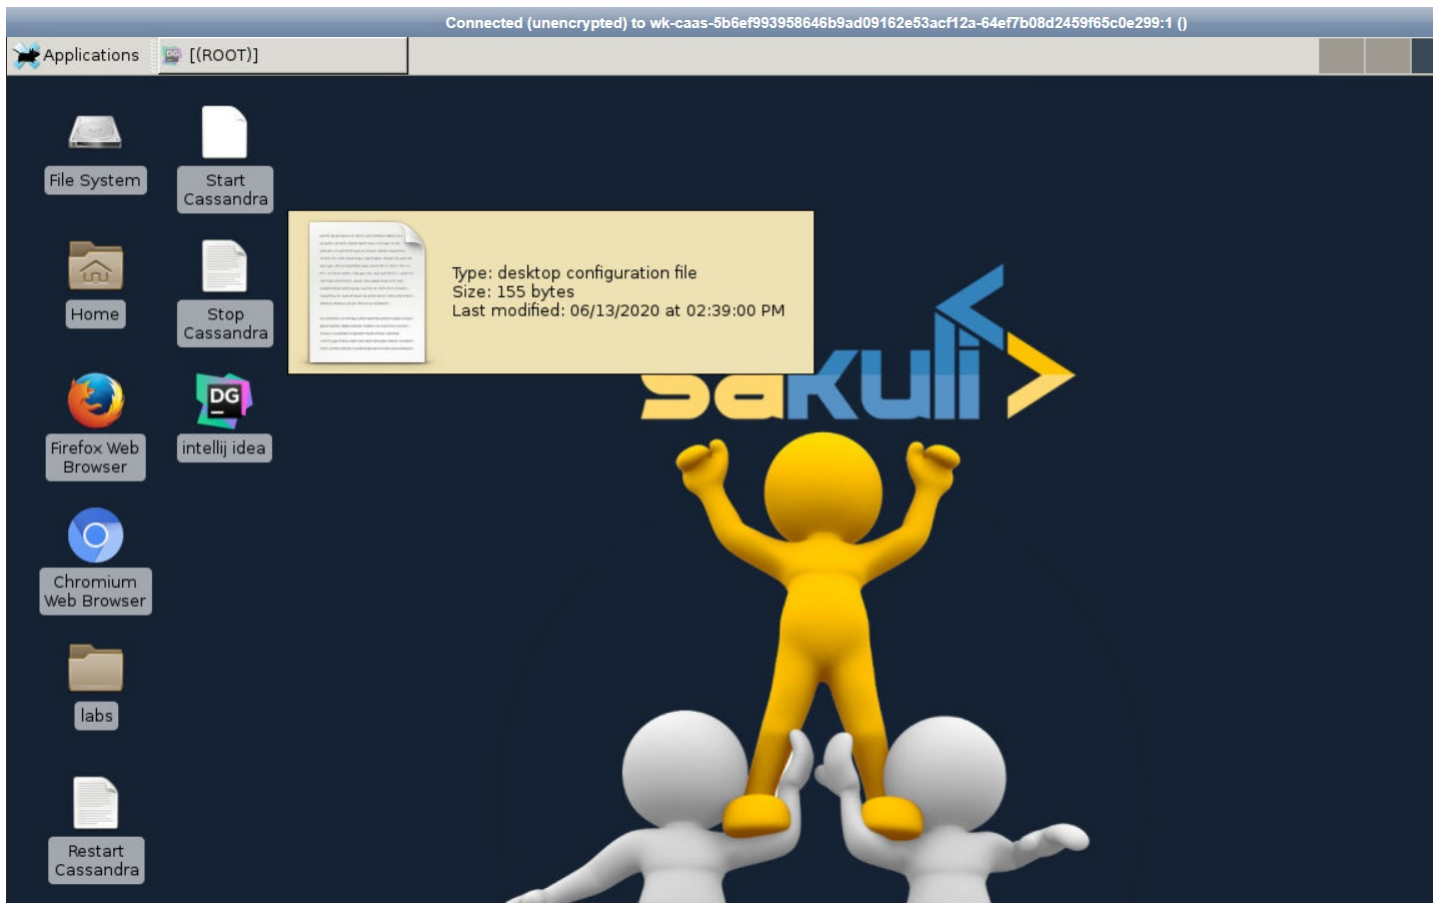 Connected (unencrypted) to wk-caas-5b6ef993958646b9ad09162e53acf12a-64ef7b08d2459f65c0e299:1 ()
Applications
[(ROOT)]
File System
Start
Cassandra
Type: desktop configuration file
Size: 155 bytes
Last modified: 06/13/2020 at 02:39:00 PM
Home
Stop
Cassandra
sakuli
DG
Firefox Web
Browser
intellij idea
Chromium
Web Browser
labs
Restart
Cassandra